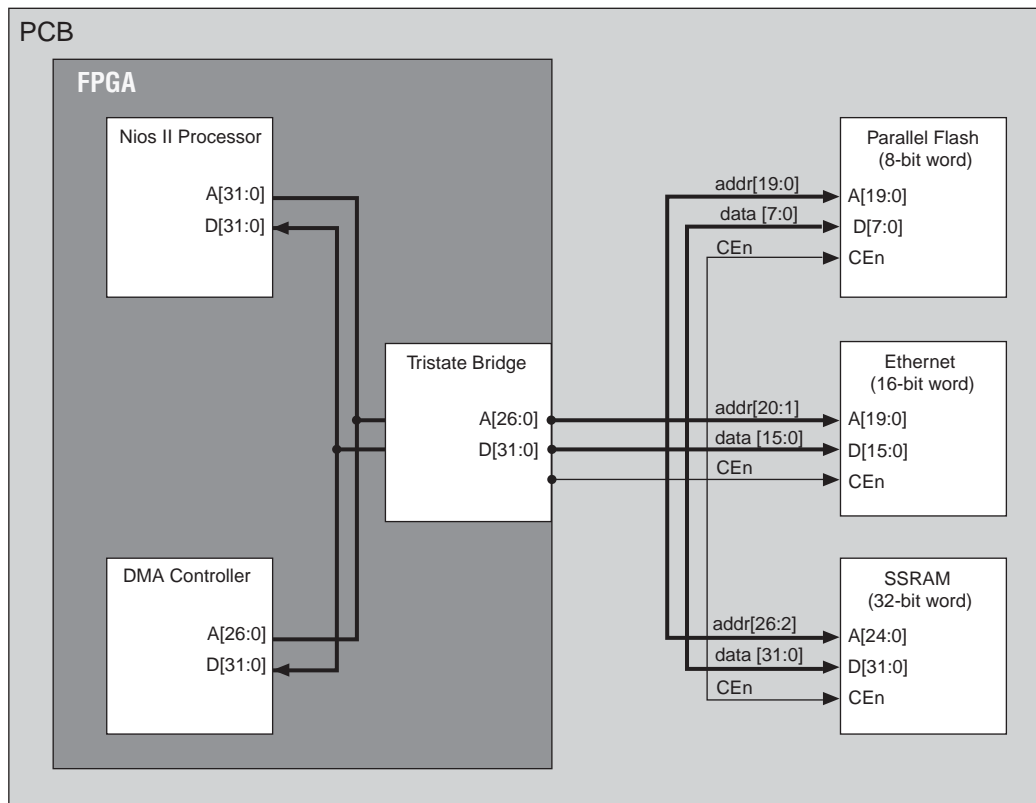 PCB
FPGA
Nios II Processor
A[31:0]
D[31:0]
Tristate Bridge
A[26:0]
D[31:0]
DMA Controller
A[26:0]
D[31:0]
addr[19:0]
data [7:0]
CEn
Parallel Flash
(8-bit word)
A[19:0]
D[7:0]
CEn
addr[20:1]
data [15:0]
CEn
Ethernet
(16-bit word)
A[19:0]
D[15:0]
CEn
addr[26:2]
data [31:0]
CEn
SSRAM
(32-bit word)
A[24:0]
D[31:0]
CEn